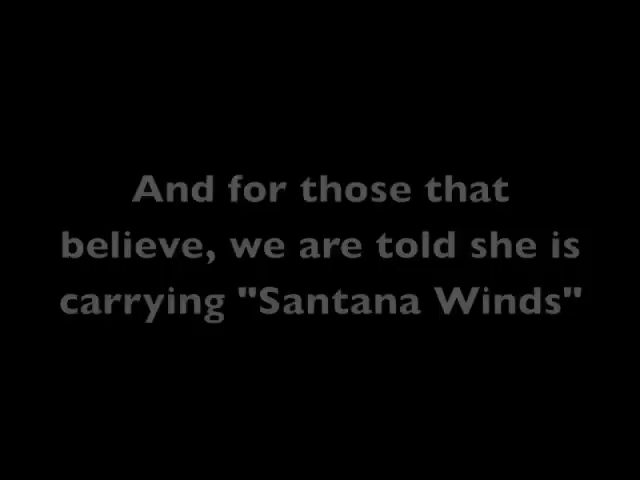 And for those that
believe, we are told she is
carrying "Santana Winds"